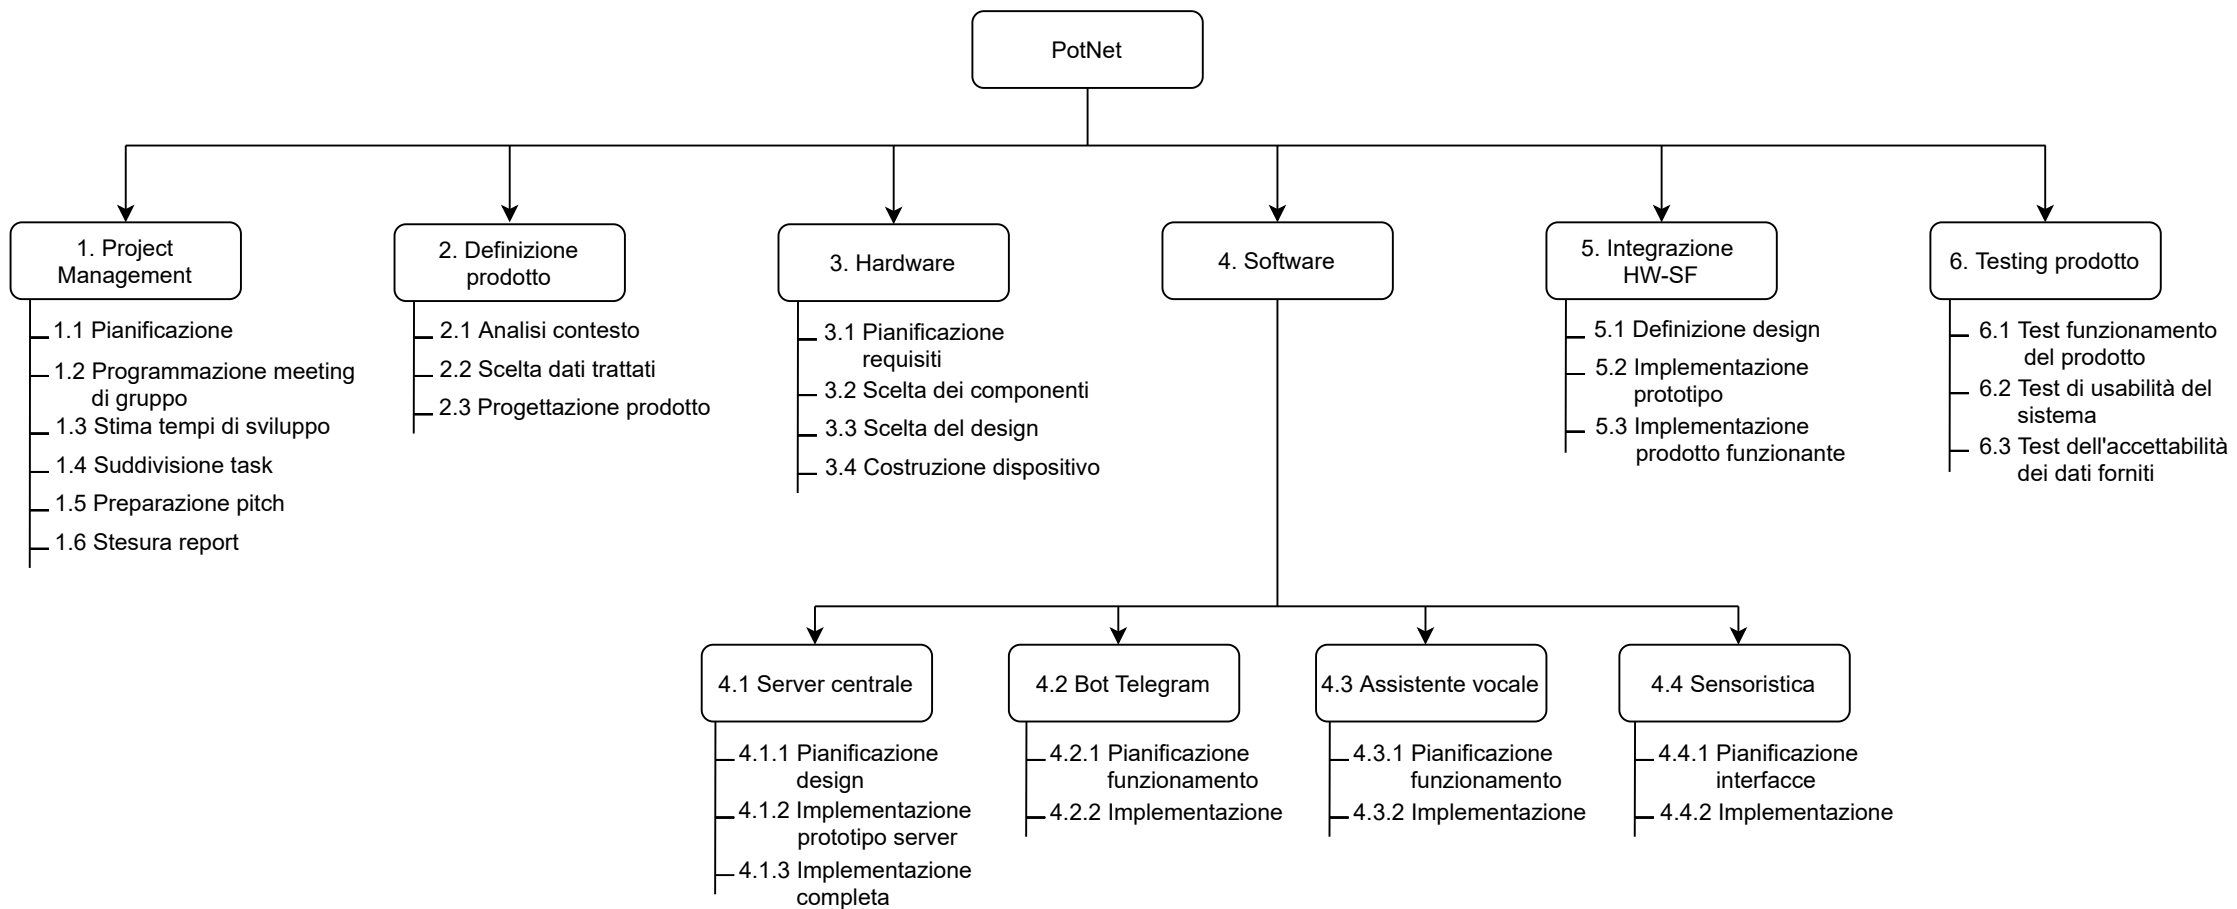 PotNet
1. Project
Management
2. Definizione
prodotto
3. Hardware
4. Software
5. Integrazione
HW-SF
6. Testing prodotto
1.1 Pianificazione
1.2 Programmazione meeting
di gruppo
1.3 Stima tempi di sviluppo
1.4 Suddivisione task
1.5 Preparazione pitch
1.6 Stesura report
2.1 Analisi contesto
2.2 Scelta dati trattati
2.3 Progettazione prodotto
3.1 Pianificazione
requisiti
3.2 Scelta dei componenti
3.3 Scelta del design
3.4 Costruzione dispositivo
5.1 Definizione design
5.2 Implementazione
prototipo
5.3 Implementazione
prodotto funzionante
6.1 Test funzionamento
del prodotto
6.2 Test di usabilità del
sistema
6.3 Test dell'accettabilità
dei dati forniti
4.1 Server centrale
4.2 Bot Telegram
4.3 Assistente vocale
4.4 Sensoristica
4.1.1 Pianificazione
design
4.1.2 Implementazione
prototipo server
4.1.3 Implementazione
completa
4.2.1 Pianificazione
funzionamento
4.2.2 Implementazione
4.3.1 Pianificazione
funzionamento
4.3.2 Implementazione
4.4.1 Pianificazione
interfacce
4.4.2 Implementazione